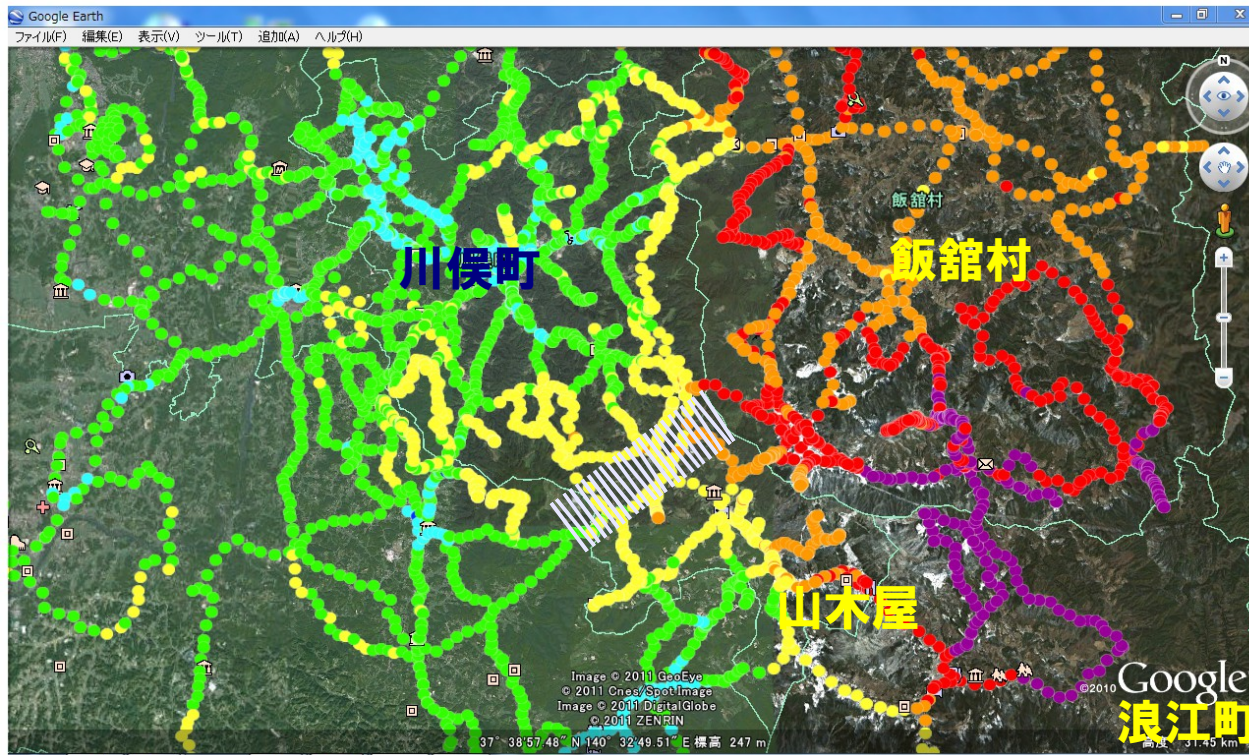 Google Earth
ファイル(F) 編集(E) 表示(V) ツール(T) 追加(A) ヘルプ(H)
N
飯舘村
飯舘村
川俣町
山木屋
Image © 2011 GeoEye
© 2011 Cnes/Spot Image
Image © 2011 DigitalGlobe
© 2011 ZENRIN
©2010 Google
浪江町
37° 38'57.48" N 140° 32'49.51" E 標高 247 m
高度 31.45 km